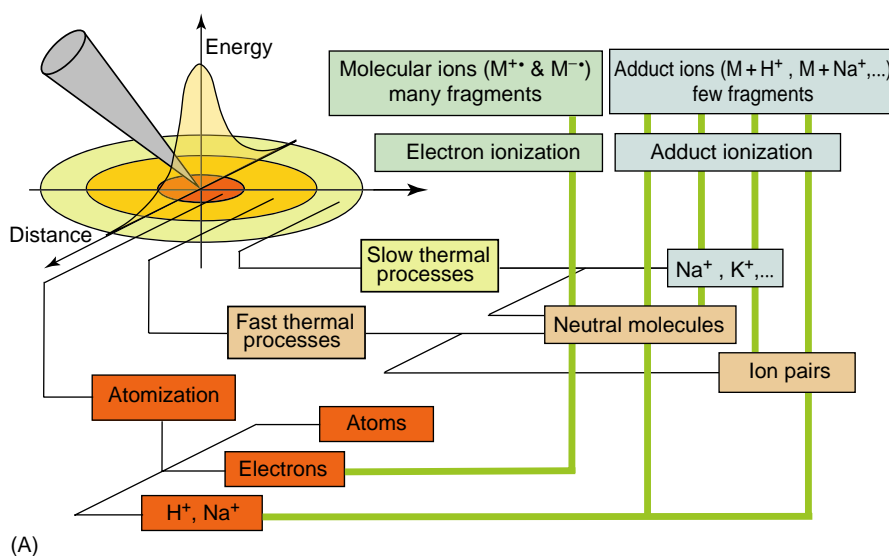 Energy
Distance
Molecular ions (M⁺• & M⁻•)
many fragments
Adduct ions (M + H⁺ , M + Na⁺,...)
few fragments
Electron ionization
Adduct ionization
Slow thermal
processes
Na⁺ , K⁺,...
Fast thermal
processes
Neutral molecules
Ion pairs
Atomization
Atoms
Electrons
H⁺, Na⁺
(A)